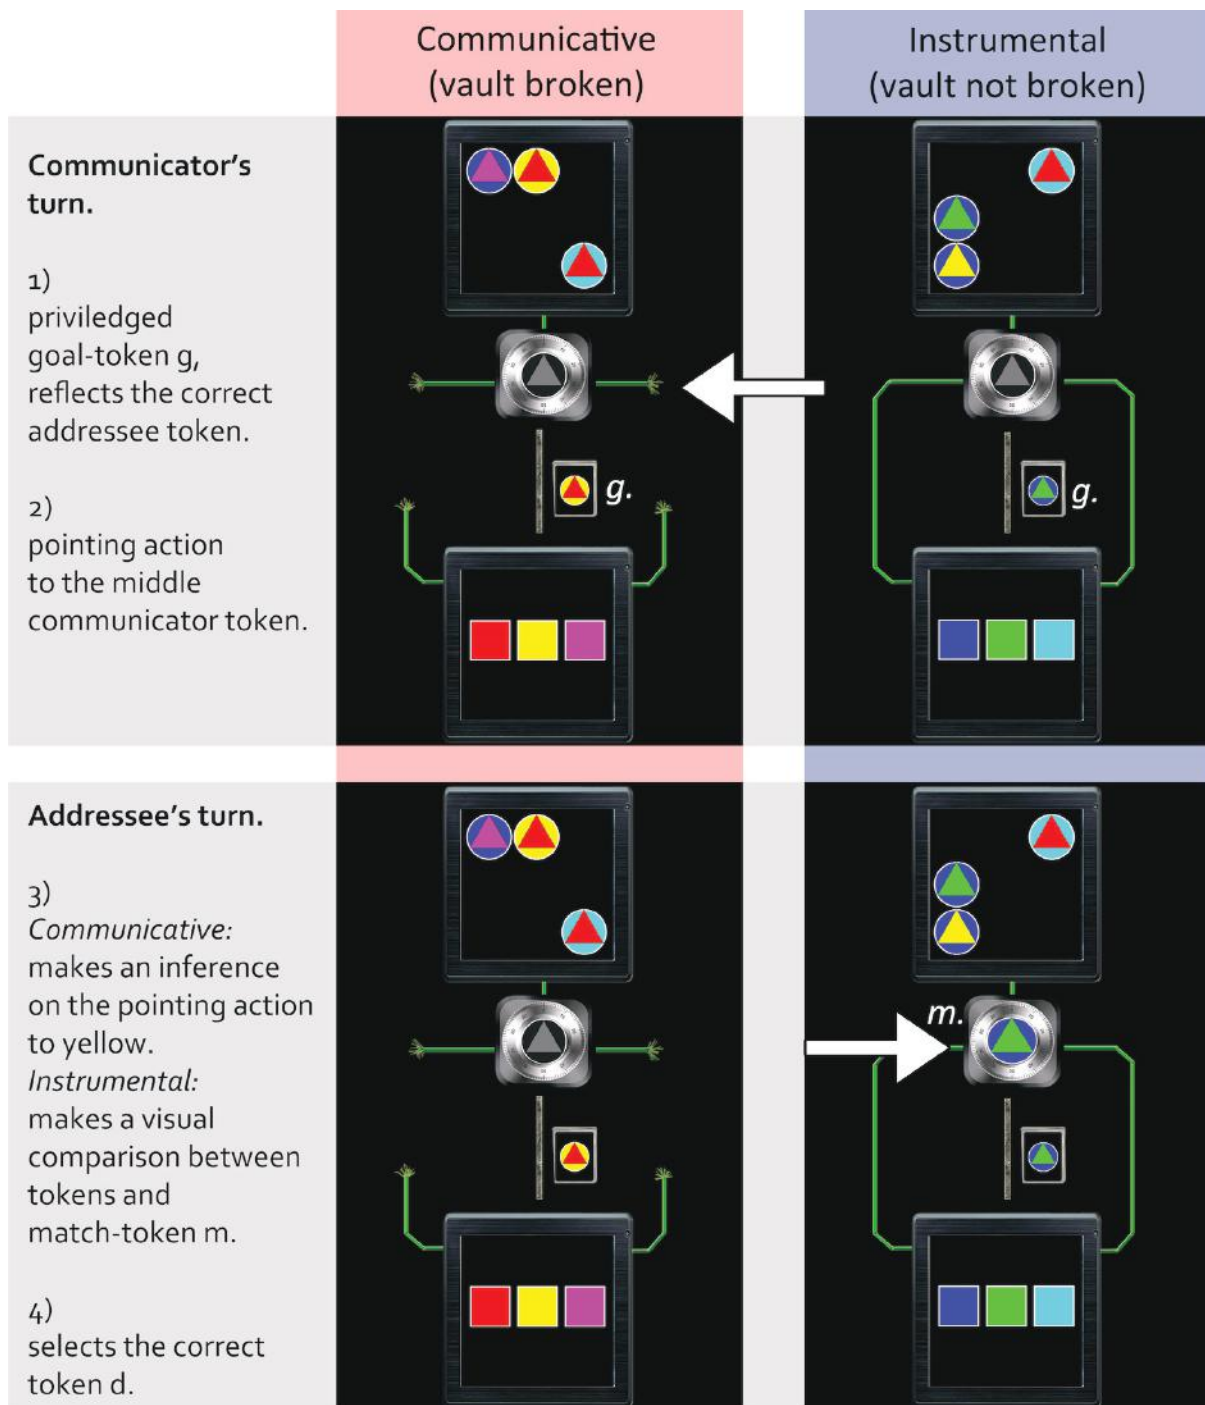 Communicative
(vault broken)
Instrumental
(vault not broken)
Communicator's
turn.
1)
priviledged
goal-token g,
reflects the correct
addressee token.
2)
pointing action
to the middle
communicator token.
g.
g.
Addressee's turn.
3)
Communicative:
makes an inference
on the pointing action
to yellow.
Instrumental:
makes a visual
comparison between
tokens and
match-token m.
4)
selects the correct
token d.
m.